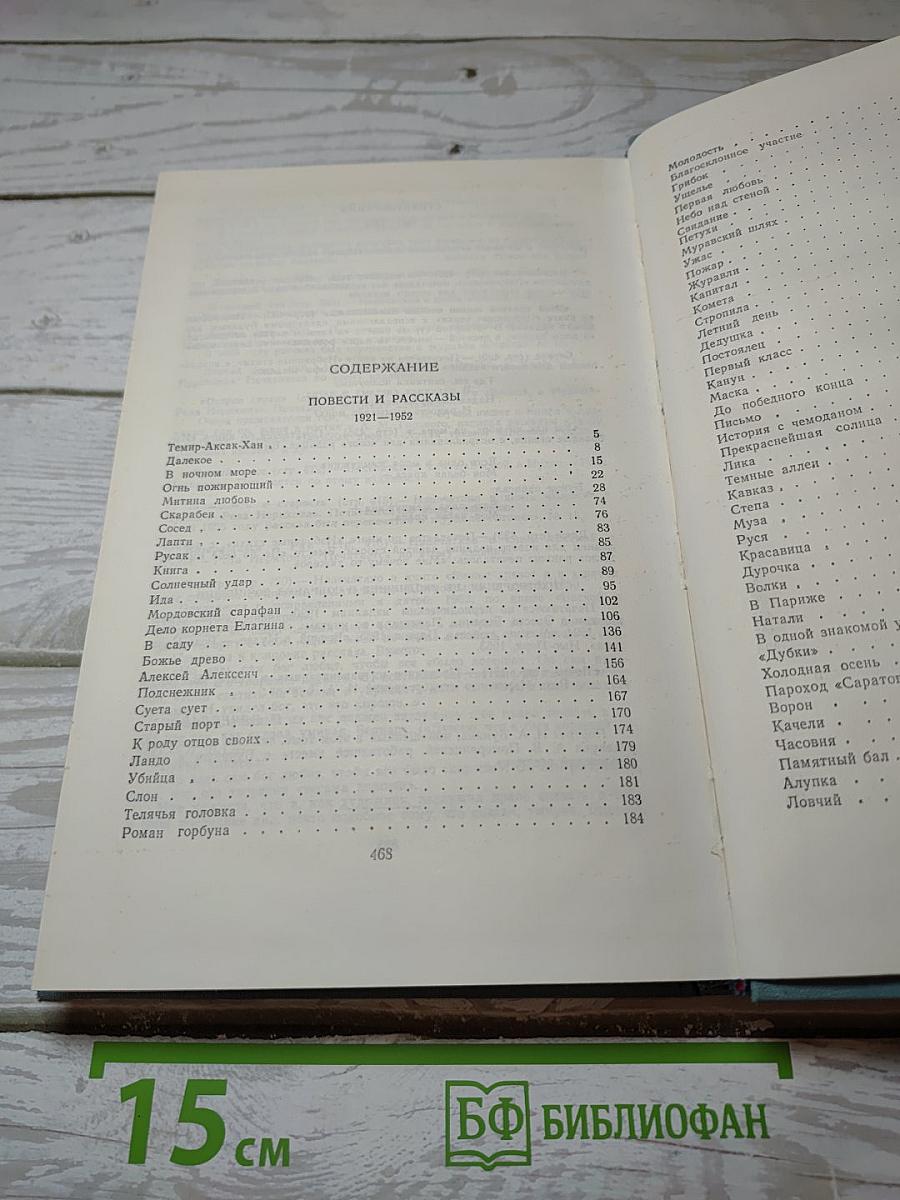 СОДЕРЖАНИЕ
ПОВЕСТИ И РАССКАЗЫ
1921—1952
Темир-Аксак-Хан . . . 5
Далекое . . . 8
В ночном море . . . 15
Огнь пожирающий . . . 22
Митина любовь . . . 28
Скарабеи . . . 74
Сосед . . . 76
Лапти . . . 83
Русак . . . 85
Книга . . . 87
Солнечный удар . . . 89
Ида . . . 95
Мордовский сарафан . . . 102
Дело корнета Елагина . . . 106
В саду . . . 136
Божье древо . . . 141
Алексей Алексеич . . . 156
Подснежник . . . 164
Суета сует . . . 167
Старый порт . . . 170
К роду отцов своих . . . 174
Ландо . . . 179
Убийца . . . 180
Слон . . . 181
Телячья головка . . . 183
Роман горбуна . . . 184
468
Молодость
Благосклонное участие
Грибок
Ущелье
Первая любовь
Небо над стеной
Свидание
Петухи
Муравский шлях
Ужас
Пожар
Журавли
Капитал
Комета
Стропила
Летний день
Дедушка
Постоялец
Первый класс
Канун
Маска
До победного конца
Письмо
История с чемоданом
Прекраснейшая солнца
Лика
Темные аллеи
Кавказ
Степа
Муза
Руся
Красавица
Дурочка
Волки
В Париже
Натали
В одной знакомой у
«Дубки»
Холодная осень
Пароход «Саратов
Ворон
Качели
Часовня
Памятный бал
Алупка
Ловчий
15 см
БФ БИБЛИОФАН